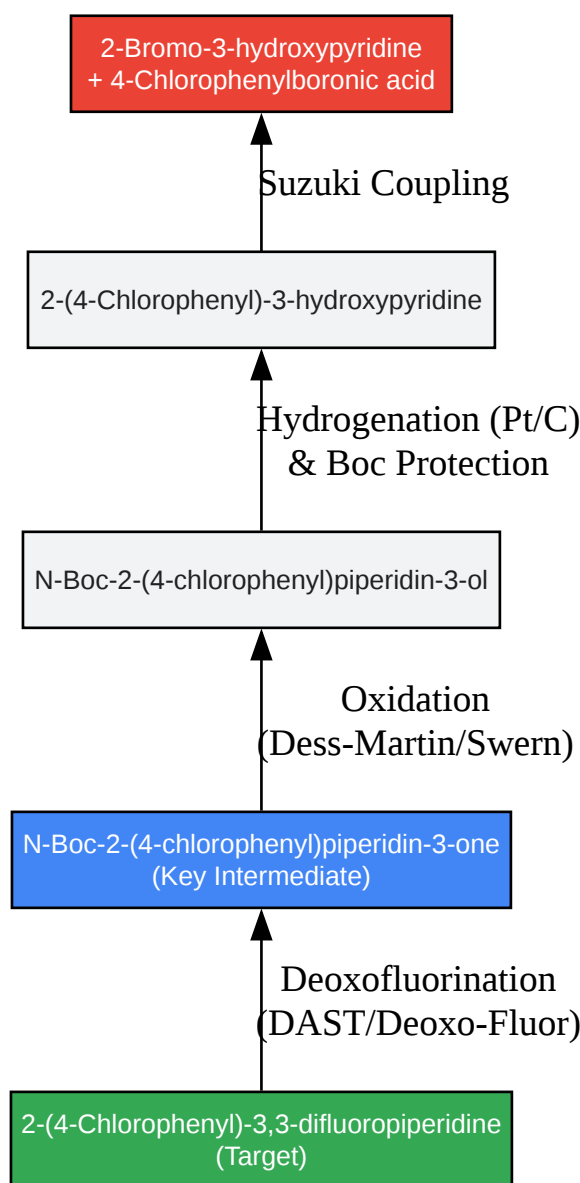 2-Bromo-3-hydroxypyridine
+ 4-Chlorophenylboronic acid
Suzuki Coupling
2-(4-Chlorophenyl)-3-hydroxypyridine
Hydrogenation (Pt/C)
& Boc Protection
N-Boc-2-(4-chlorophenyl)piperidin-3-ol
Oxidation
(Dess-Martin/Swern)
N-Boc-2-(4-chlorophenyl)piperidin-3-one
(Key Intermediate)
Deoxofluorination
(DAST/Deoxo-Fluor)
2-(4-Chlorophenyl)-3,3-difluoropiperidine
(Target)